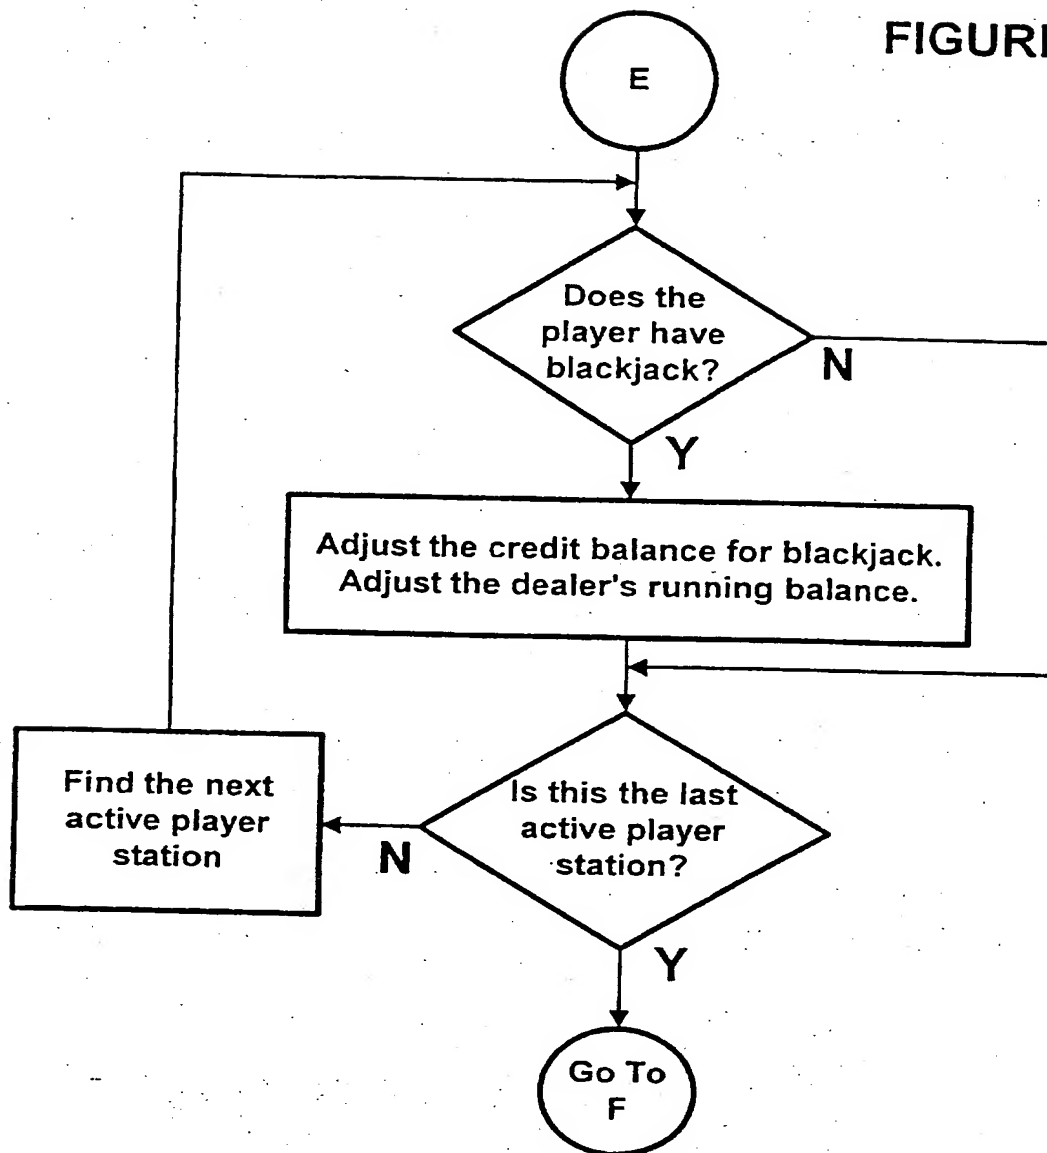 FIGURE
E
Does the
player have
blackjack?
N
Y
Adjust the credit balance for blackjack.
Adjust the dealer's running balance.
Find the next
active player
station
Is this the last
active player
station?
N
Y
Go To
F